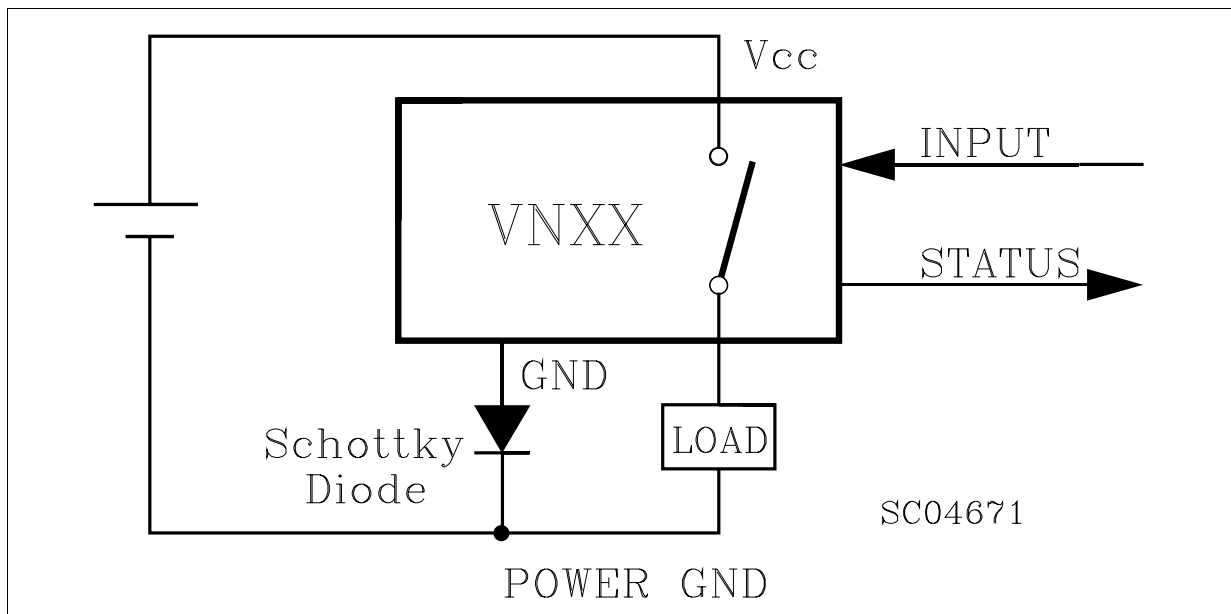 Vcc
INPUT
VNXX
STATUS
GND
Schottky
Diode
LOAD
SC04671
POWER GND